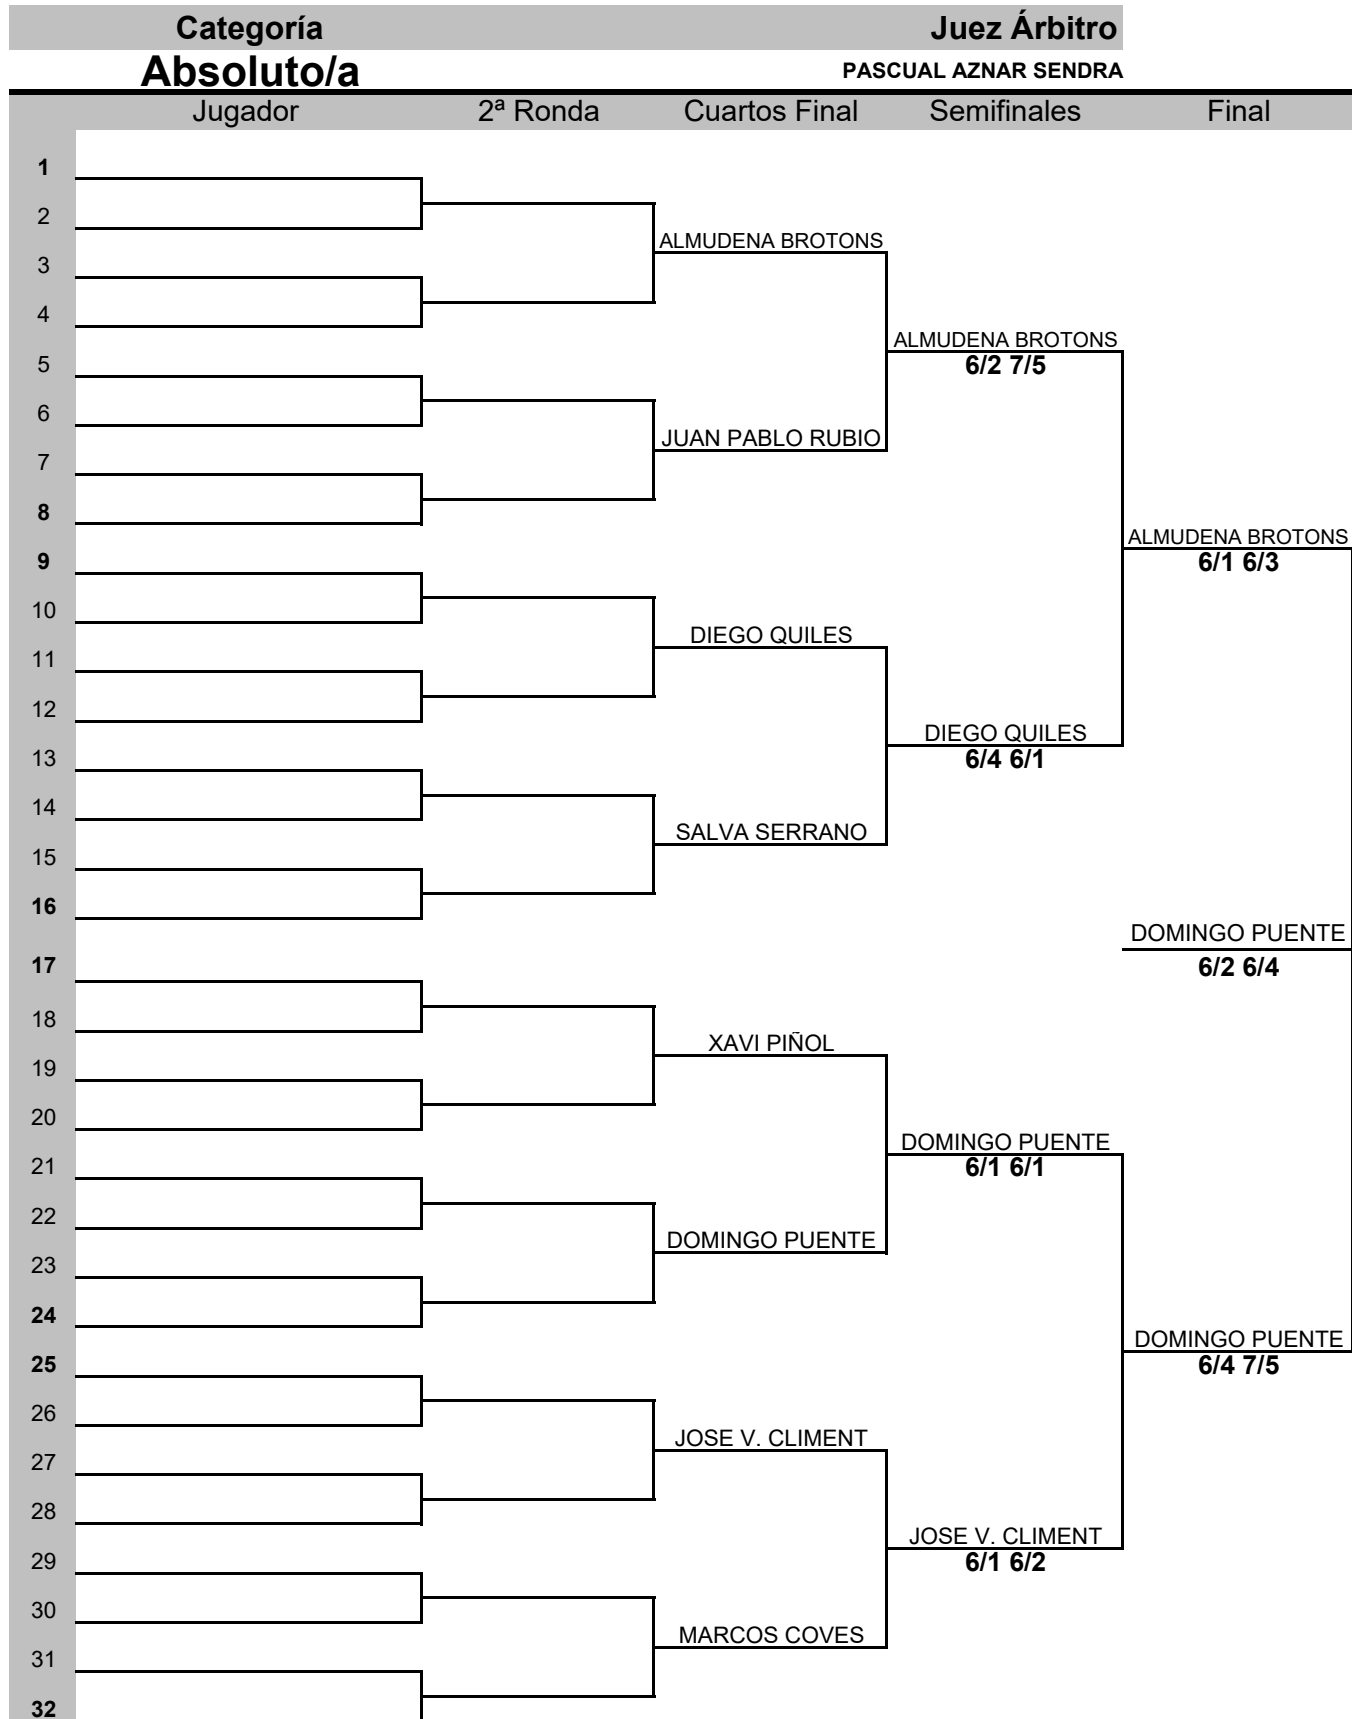 Categoría Juez Árbitro
Absoluto/a PASCUAL AZNAR SENDRA
Jugador 2ª Ronda Cuartos Final Semifinales Final
1
2
ALMUDENA BROTONS
3
4
ALMUDENA BROTONS
5 6/2 7/5
6
JUAN PABLO RUBIO
7
8
ALMUDENA BROTONS
9 6/1 6/3
10
DIEGO QUILES
11
12
DIEGO QUILES
13 6/4 6/1
14
SALVA SERRANO
15
16
DOMINGO PUENTE
17 6/2 6/4
18
XAVI PIÑOL
19
20
DOMINGO PUENTE
21 6/1 6/1
22
DOMINGO PUENTE
23
24
DOMINGO PUENTE
25 6/4 7/5
26
JOSE V. CLIMENT
27
28
JOSE V. CLIMENT
29 6/1 6/2
30
MARCOS COVES
31
32